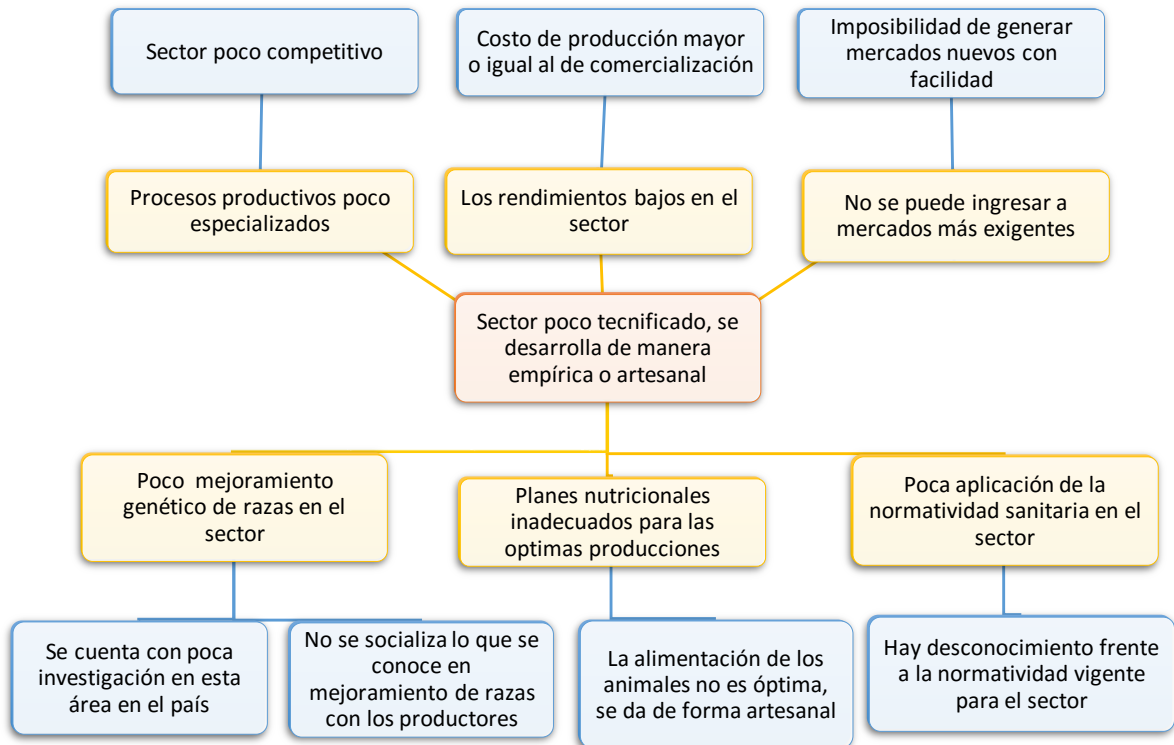 Sector poco competitivo
Costo de producción mayor
o igual al de comercialización
Imposibilidad de generar
mercados nuevos con
facilidad
Procesos productivos poco
especializados
Los rendimientos bajos en el
sector
No se puede ingresar a
mercados más exigentes
Sector poco tecnificado, se
desarrolla de manera
empírica o artesanal
Poco mejoramiento
genético de razas en el
sector
Planes nutricionales
inadecuados para las
optimas producciones
Poca aplicación de la
normatividad sanitaria en el
sector
Se cuenta con poca
investigación en esta
área en el país
No se socializa lo que se
conoce en
mejoramiento de razas
con los productores
La alimentación de los
animales no es óptima,
se da de forma artesanal
Hay desconocimiento frente
a la normatividad vigente
para el sector